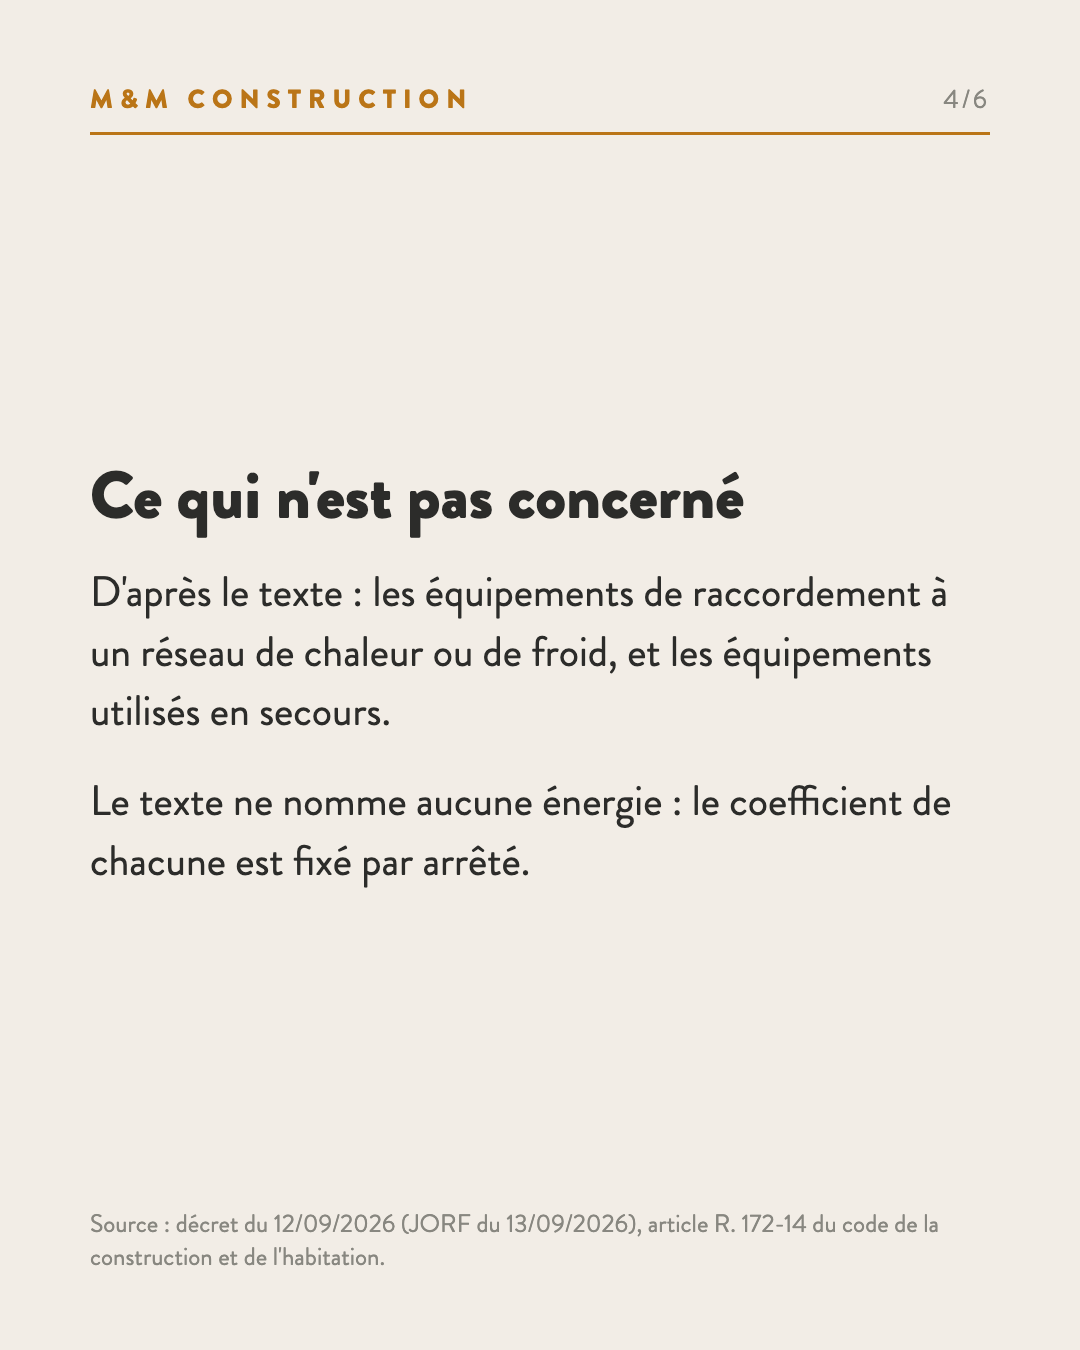 M&M CONSTRUCTION
4/6
Ce qui n'est pas concerné
D'après le texte : les équipements de raccordement à
un réseau de chaleur ou de froid, et les équipements
utilisés en secours.
Le texte ne nomme aucune énergie : le coefficient de
chacune est fixé par arrêté.
Source : décret du 12/09/2026 (JORF du 13/09/2026), article R. 172-14 du code de la
construction et de l'habitation.